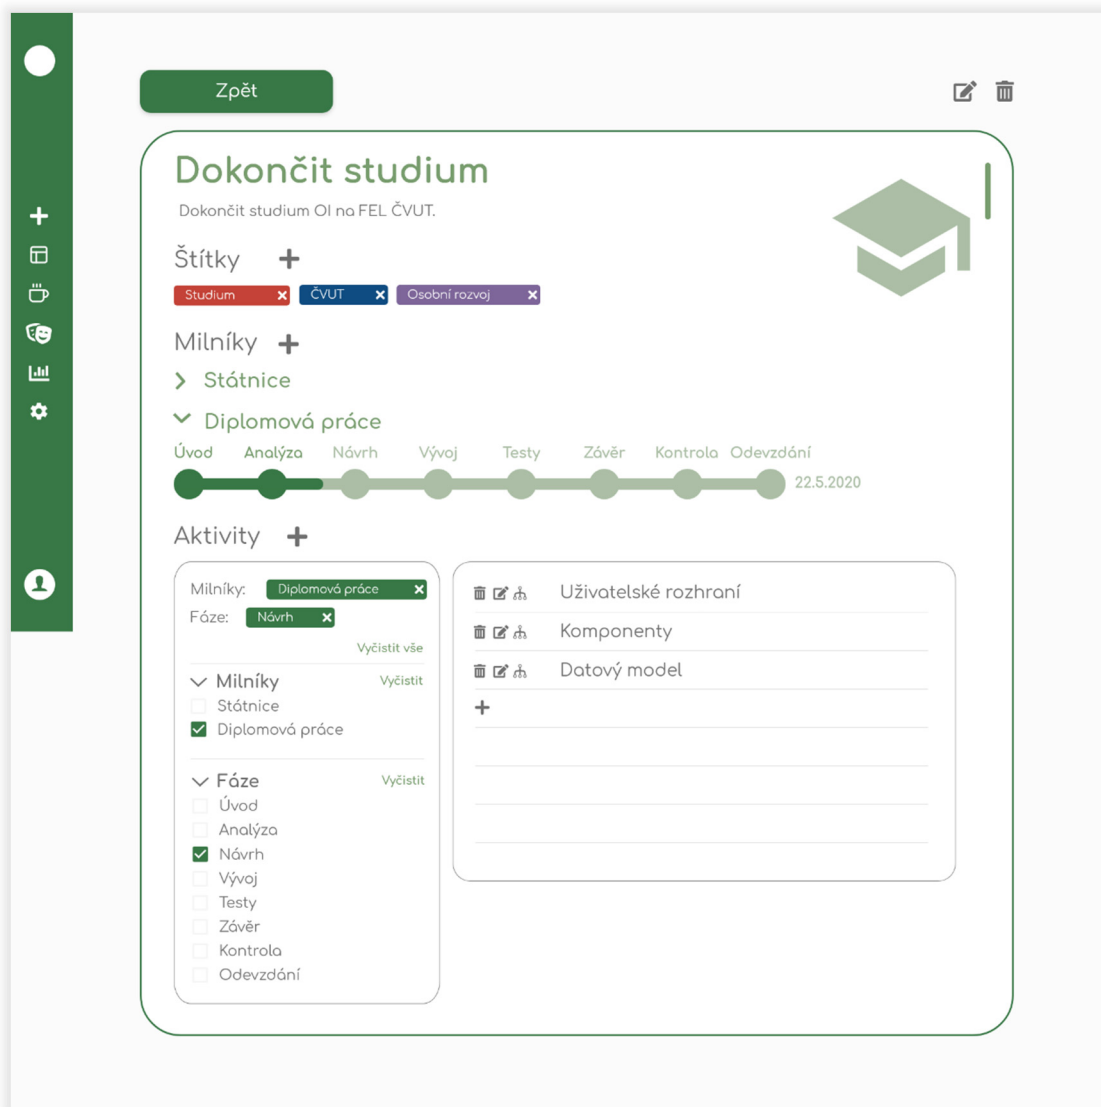 Zpět
Dokončit studium
Dokončit studium OI na FEL ČVUT.
Štítky
Studium ČVUT Osobní rozvoj
Milníky
Státnice
Diplomová práce
Úvod Analýza Návrh Vývoj Testy Závěr Kontrola Odevzdání
22.5.2020
Aktivity
Milníky: Diplomová práce
Fáze: Návrh
Vyčistit vše
Milníky Vyčistit
Státnice
Diplomová práce
Fáze Vyčistit
Úvod
Analýza
Návrh
Vývoj
Testy
Závěr
Kontrola
Odevzdání
Uživatelské rozhraní
Komponenty
Datový model